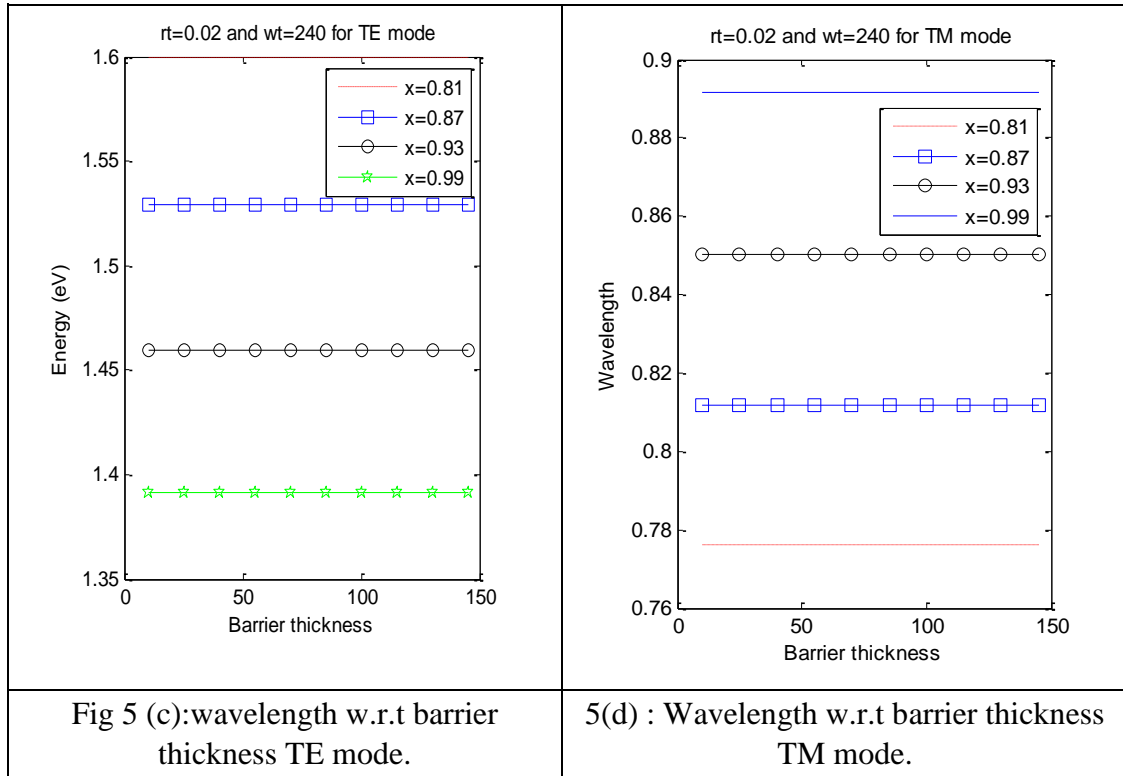 rt=0.02 and wt=240 for TE mode
1.6
1.55
1.5
1.45
1.4
1.35
Energy (eV)
x=0.81
x=0.87
x=0.93
x=0.99
0
50
100
150
Barrier thickness
rt=0.02 and wt=240 for TM mode
0.9
0.88
0.86
0.84
0.82
0.8
0.78
0.76
Wavelength
x=0.81
x=0.87
x=0.93
x=0.99
0
50
100
150
Barrier thickness
Fig 5 (c):wavelength w.r.t barrier
thickness TE mode.
5(d) : Wavelength w.r.t barrier thickness
TM mode.